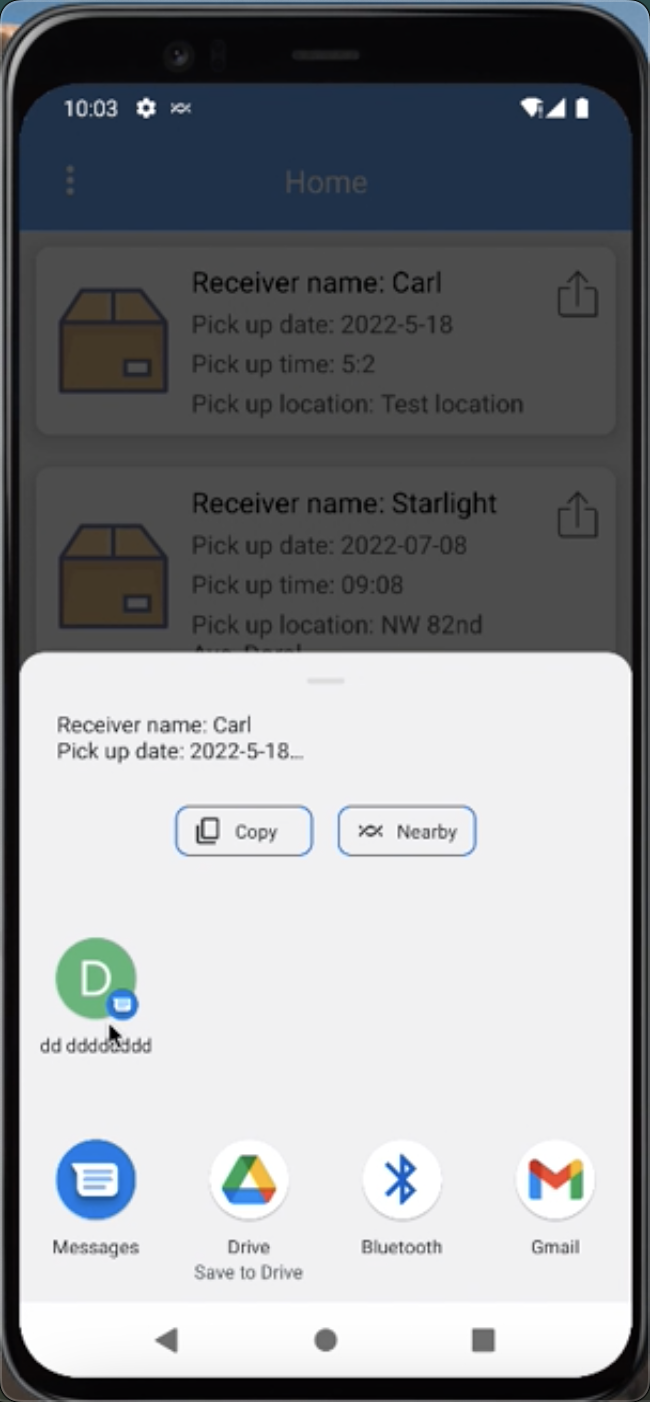 10:03
Home
Receiver name: Carl
Pick up date: 2022-5-18
Pick up time: 5:2
Pick up location: Test location
Receiver name: Starlight
Pick up date: 2022-07-08
Pick up time: 09:08
Pick up location: NW 82nd
Receiver name: Carl
Pick up date: 2022-5-18...
Copy
Nearby
D
dd
Messages
Drive
Save to Drive
Bluetooth
Gmail